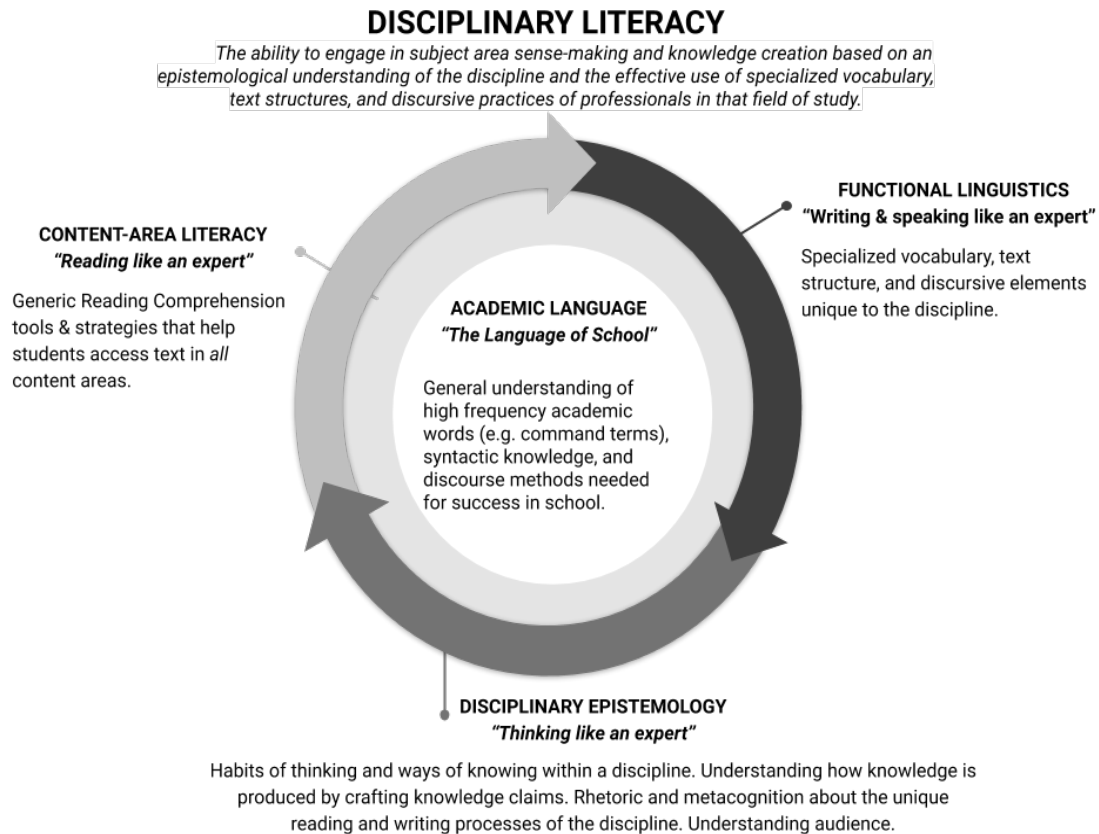 DISCIPLINARY LITERACY
The ability to engage in subject area sense-making and knowledge creation based on an
epistemological understanding of the discipline and the effective use of specialized vocabulary,
text structures, and discursive practices of professionals in that field of study.
CONTENT-AREA LITERACY
“Reading like an expert”
Generic Reading Comprehension
tools & strategies that help
students access text in all
content areas.
FUNCTIONAL LINGUISTICS
“Writing & speaking like an expert”
Specialized vocabulary, text
structure, and discursive elements
unique to the discipline.
ACADEMIC LANGUAGE
“The Language of School”
General understanding of
high frequency academic
words (e.g. command terms),
syntactic knowledge, and
discourse methods needed
for success in school.
DISCIPLINARY EPISTEMOLOGY
“Thinking like an expert”
Habits of thinking and ways of knowing within a discipline. Understanding how knowledge is
produced by crafting knowledge claims. Rhetoric and metacognition about the unique
reading and writing processes of the discipline. Understanding audience.